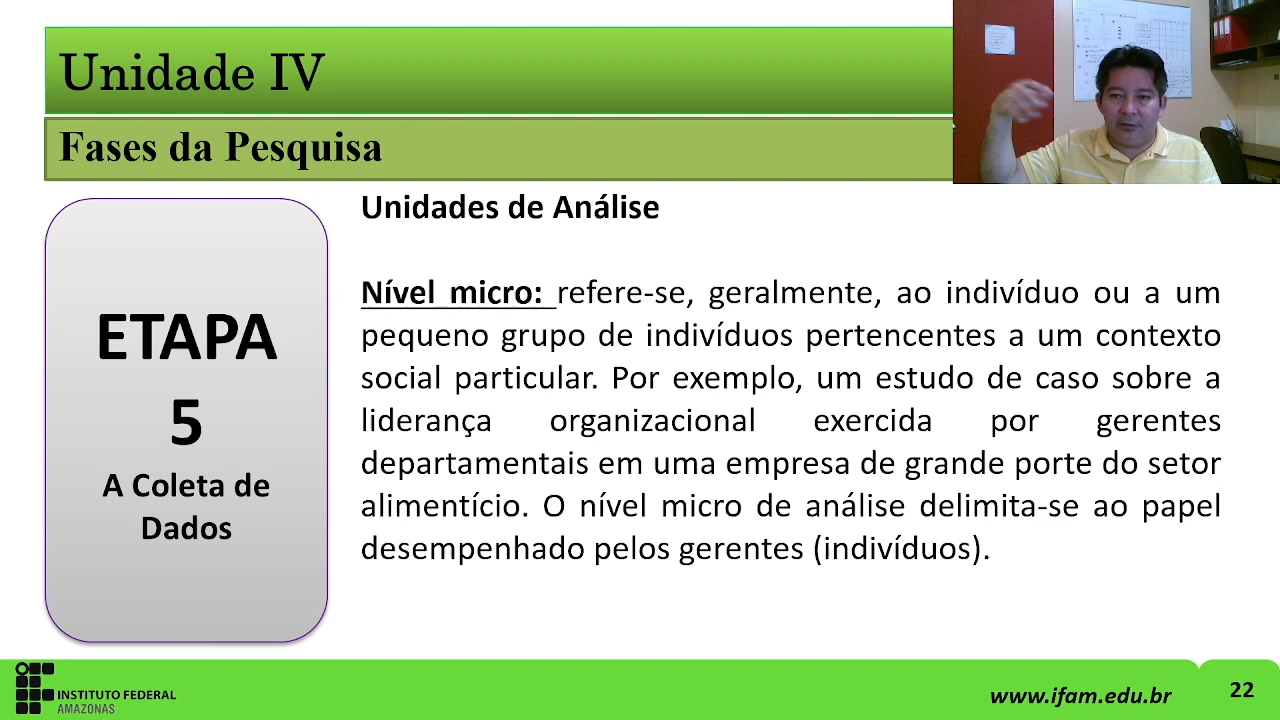 Unidade IV
Fases da Pesquisa
ETAPA
5
A Coleta de
Dados
Unidades de Análise
Nível micro: refere-se, geralmente, ao indivíduo ou a um
pequeno grupo de indivíduos pertencentes a um contexto
social particular. Por exemplo, um estudo de caso sobre a
liderança organizacional exercida por gerentes
departamentais em uma empresa de grande porte do setor
alimentício. O nível micro de análise delimita-se ao papel
desempenhado pelos gerentes (indivíduos).
INSTITUTO FEDERAL
AMAZONAS
www.ifam.edu.br
22